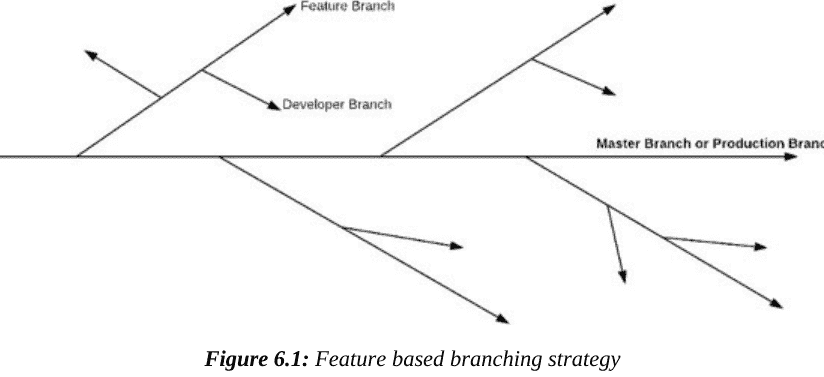 Feature Branch
Developer Branch
Master Branch or Production Branc
Figure 6.1: Feature based branching strategy